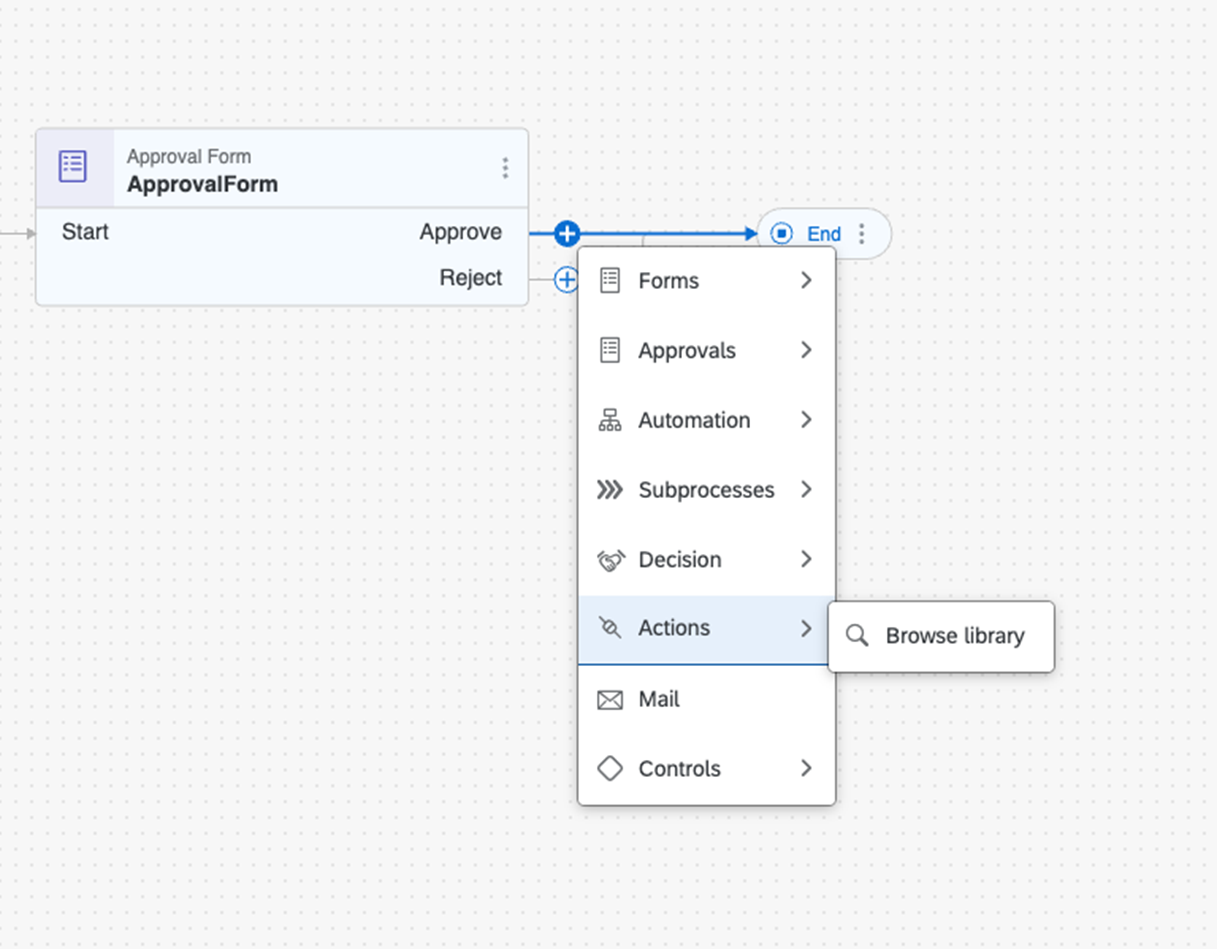 Approval Form
ApprovalForm
Start
Approve
Reject
End
Forms
Approvals
Automation
Subprocesses
Decision
Actions
Browse library
Mail
Controls